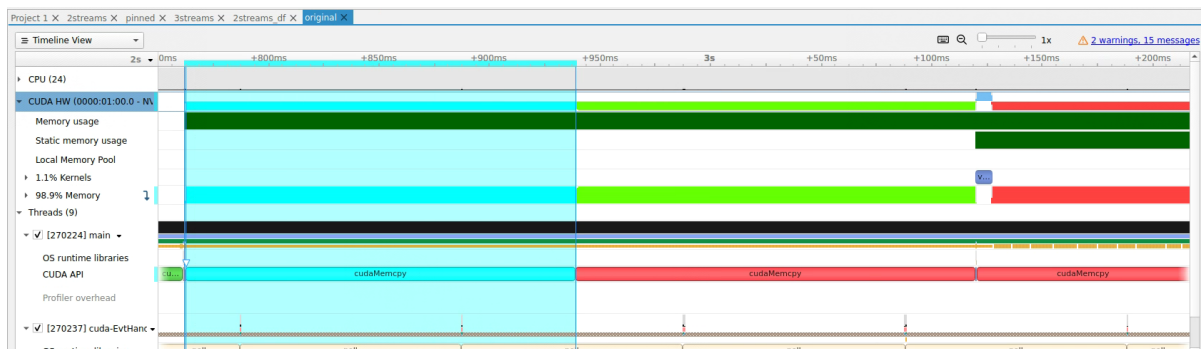 Project 1 X 2streams X pinned X 3streams X 2streams_df X original X
Timeline View 1x 2 warnings, 15 messages
2s 0ms +800ms +850ms +900ms +950ms 3s +50ms +100ms +150ms +200ms
CPU (24)
CUDA HW (0000:01:00.0 - NV
Memory usage
Static memory usage
Local Memory Pool
1.1% Kernels v...
98.9% Memory
Threads (9)
[270224] main
OS runtime libraries
CUDA API cu... cudaMemcpy cudaMemcpy cudaMemcpy
Profiler overhead
[270237] cuda-EvtHanc